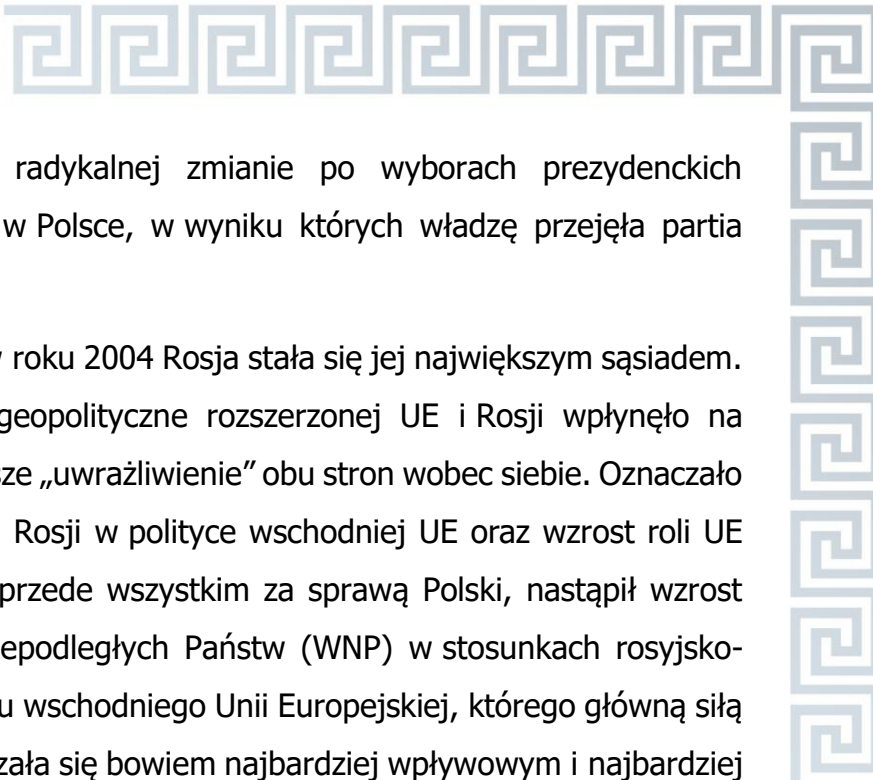 radykalnej zmianie po wyborach prezydenckich
w Polsce, w wyniku których władzę przejęła partia
roku 2004 Rosja stała się jej największym sąsiadem.
geopolityczne rozszerzonej UE i Rosji wpłynęło na
„uwrażliwienie” obu stron wobec siebie. Oznaczało
Rosji w polityce wschodniej UE oraz wzrost roli UE
przede wszystkim za sprawą Polski, nastąpił wzrost
Państw (WNP) w stosunkach rosyjsko-
wschodniego Unii Europejskiej, którego główną siłą
się bowiem najbardziej wpływowym i najbardziej